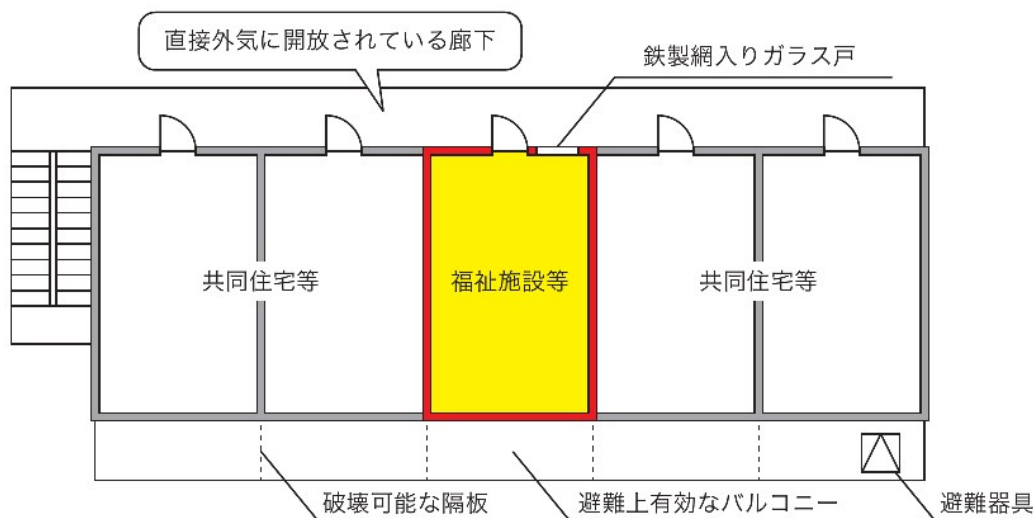 直接外気に開放されている廊下
鉄製網入りガラス戸
共同住宅等
福祉施設等
共同住宅等
破壊可能な隔板
避難上有効なバルコニー
避難器具